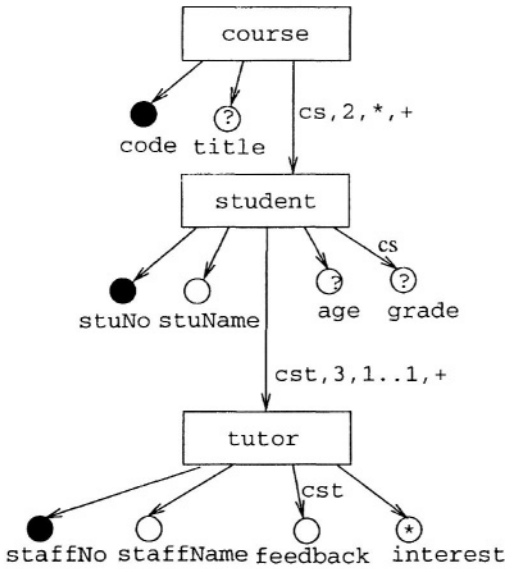 course
?
code title
cs,2,*,+
student
cs
? ?
stuNo stuName age grade
cst,3,1..1,+
tutor
cst
*
staffNo staffName feedback interest